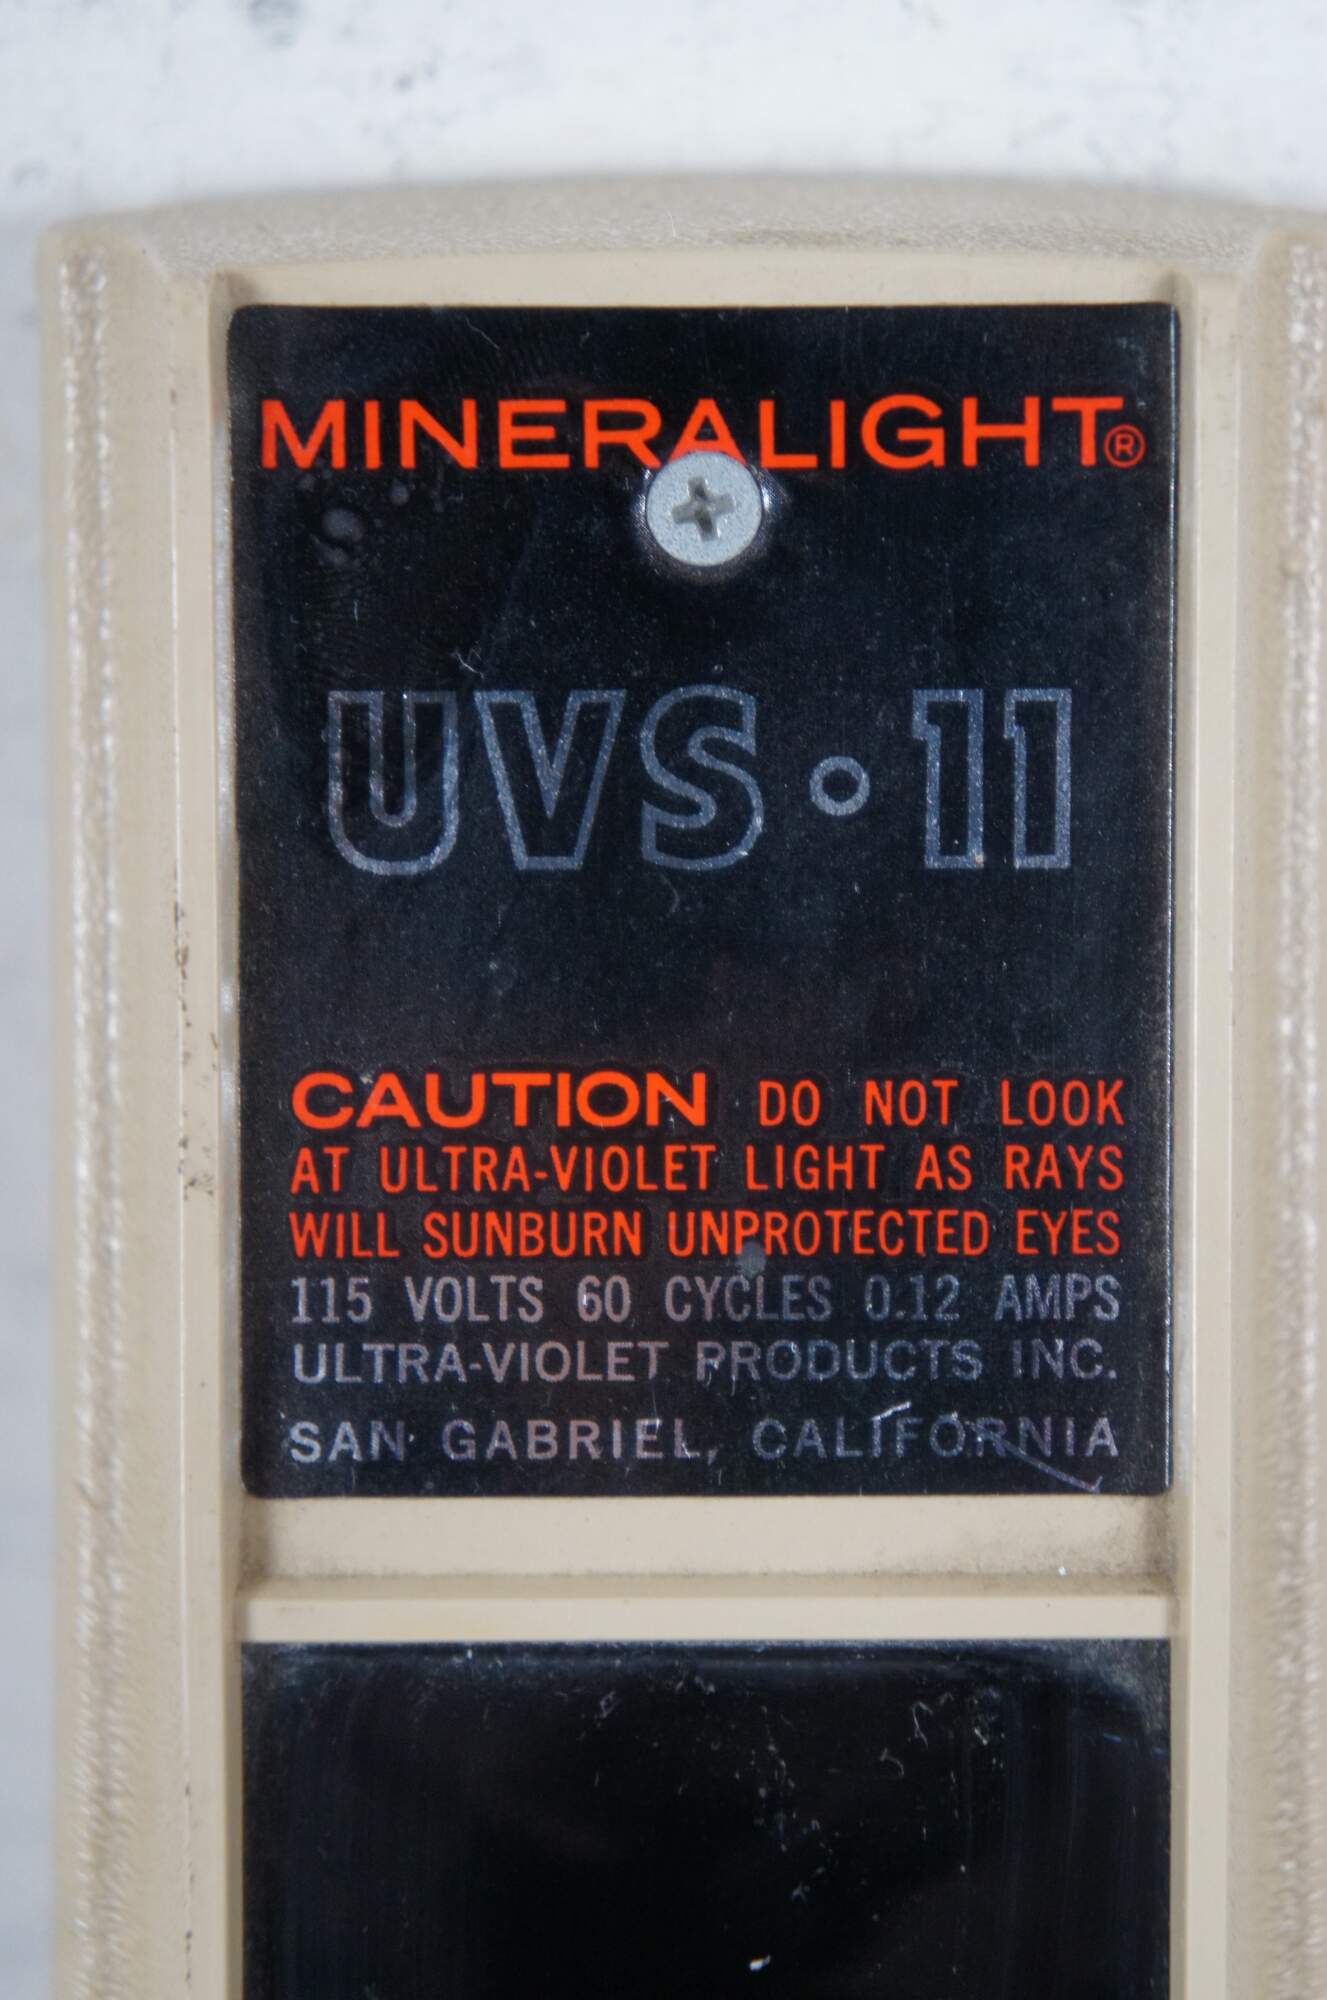 MINERALIGHT®
UVS·11
CAUTION DO NOT LOOK
AT ULTRA-VIOLET LIGHT AS RAYS
WILL SUNBURN UNPROTECTED EYES
115 VOLTS 60 CYCLES 0.12 AMPS
ULTRA-VIOLET PRODUCTS INC.
SAN GABRIEL, CALIFORNIA